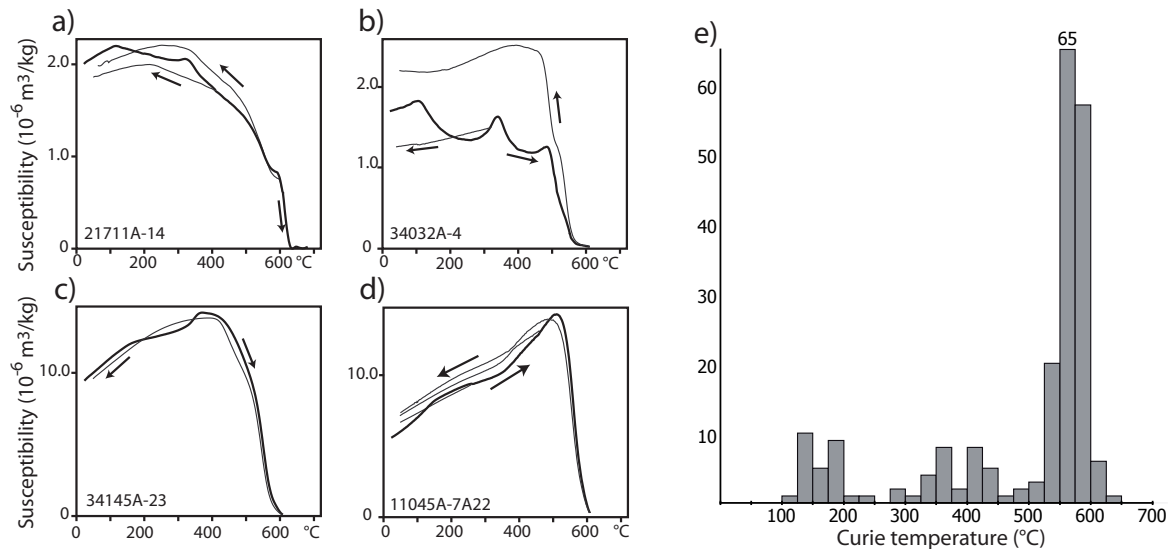 a)
Susceptibility (10-6 m3/kg)
2.0
1.0
0
0 200 400 600 °C
21711A-14
b)
2.0
1.0
0
0 200 400 600 °C
34032A-4
c)
Susceptibility (10-6 m3/kg)
10.0
0
0 200 400 600 °C
34145A-23
d)
10.0
0
0 200 400 600 °C
11045A-7A22
e)
65
60
50
40
30
20
10
100 200 300 400 500 600 700
Curie temperature (°C)